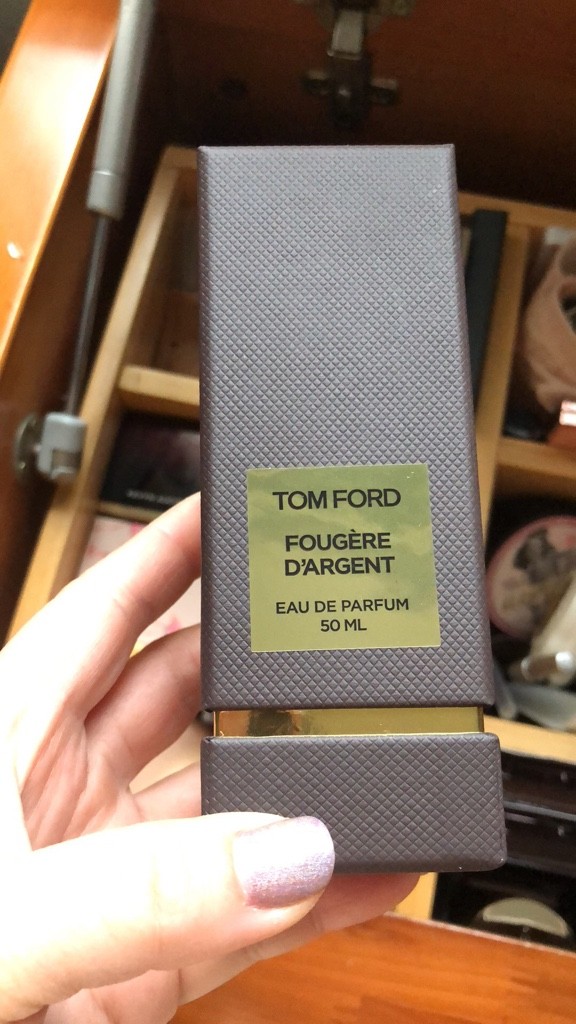 TOM FORD
FOUGÈRE
D'ARGENT
EAU DE PARFUM
50 ML